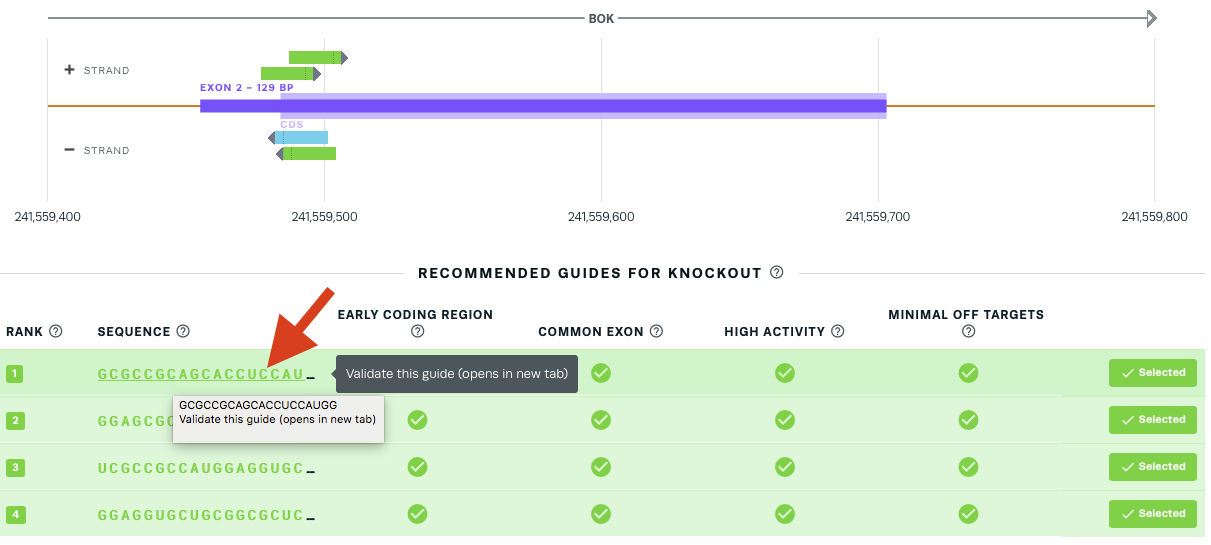 BOK
+ STRAND
EXON 2 – 129 BP
CDS
− STRAND
241,559,400 241,559,500 241,559,600 241,559,700 241,559,800
RECOMMENDED GUIDES FOR KNOCKOUT ?
RANK ? SEQUENCE ? EARLY CODING REGION ? COMMON EXON ? HIGH ACTIVITY ? MINIMAL OFF TARGETS ?
1 GCGCCGCAGCACCUCCAU… Validate this guide (opens in new tab) ✓ Selected
GCGCCGCAGCACCUCCAUGG
Validate this guide (opens in new tab)
2 GGAGCG ✓ Selected
3 UCGCCGCCAUGGAGGUGC… ✓ Selected
4 GGAGGUGCUGCGGCGCUC… ✓ Selected